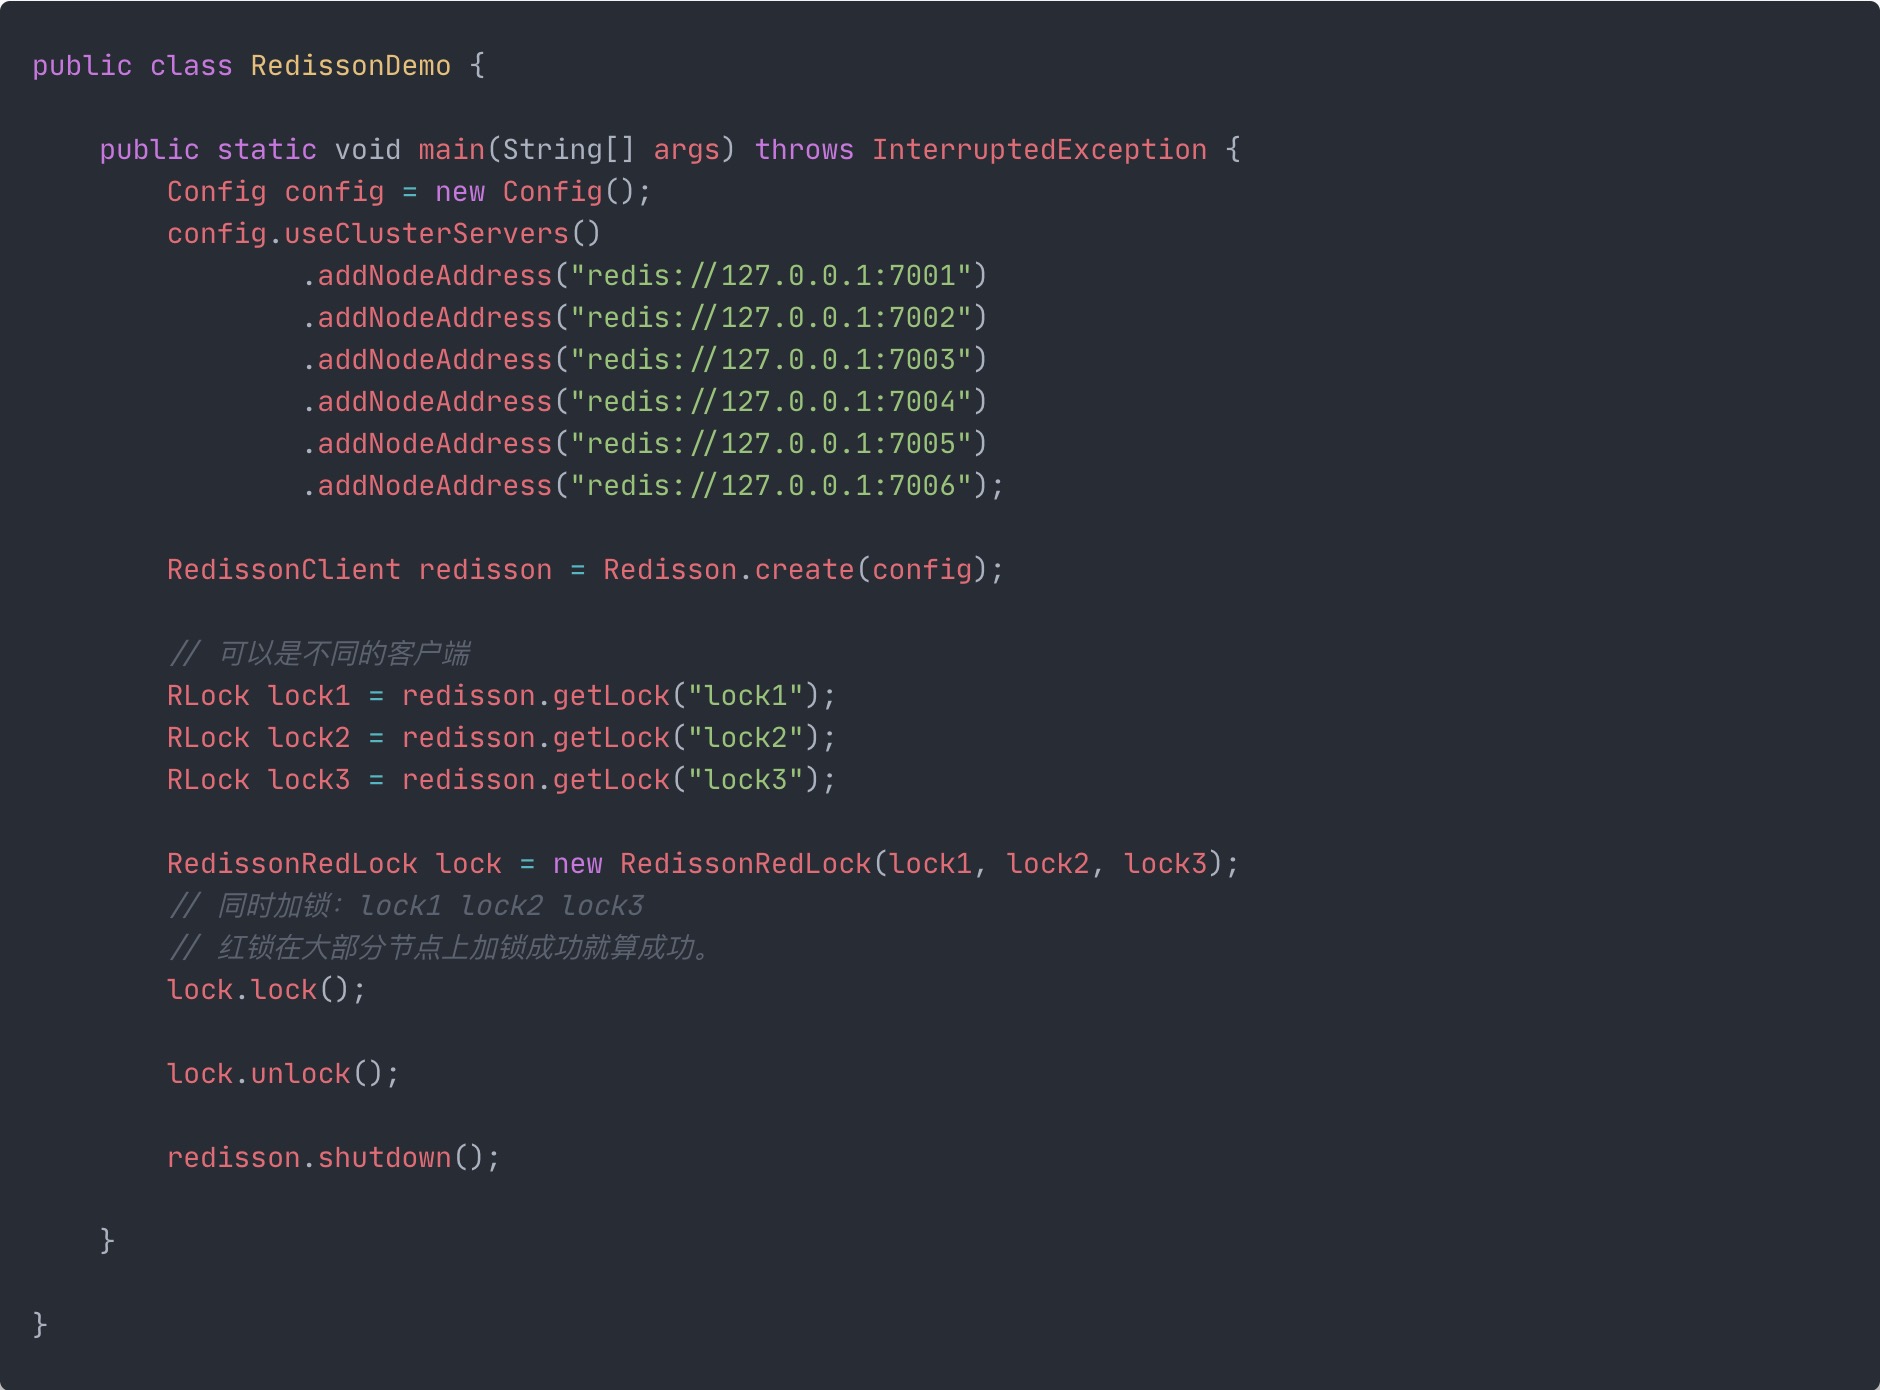 public class RedissonDemo {
public static void main(String[] args) throws InterruptedException {
Config config = new Config();
config.useClusterServers()
.addNodeAddress("redis://127.0.0.1:7001")
.addNodeAddress("redis://127.0.0.1:7002")
.addNodeAddress("redis://127.0.0.1:7003")
.addNodeAddress("redis://127.0.0.1:7004")
.addNodeAddress("redis://127.0.0.1:7005")
.addNodeAddress("redis://127.0.0.1:7006");
RedissonClient redisson = Redisson.create(config);
// 可以是不同的客户端
RLock lock1 = redisson.getLock("lock1");
RLock lock2 = redisson.getLock("lock2");
RLock lock3 = redisson.getLock("lock3");
RedissonRedLock lock = new RedissonRedLock(lock1, lock2, lock3);
// 同时加锁：lock1 lock2 lock3
// 红锁在大部分节点上加锁成功就算成功。
lock.lock();
lock.unlock();
redisson.shutdown();
}
}